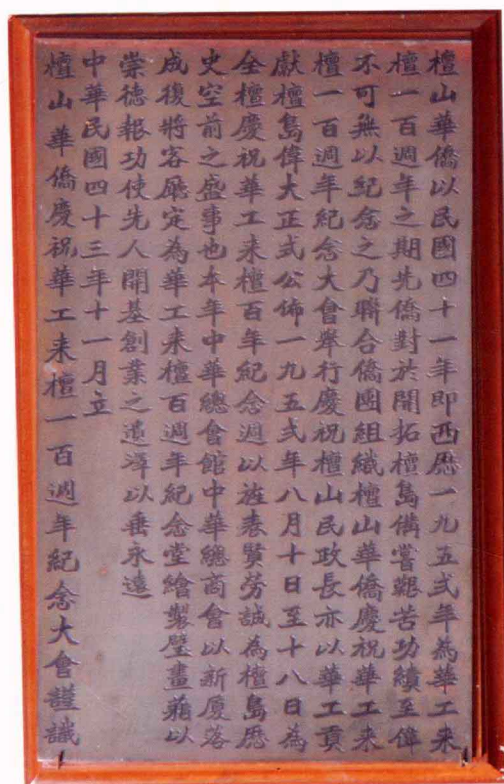 檀山華僑以民國四十一年即西厯一九五弍年為華工来
檀一百週年之期先僑對於開拓檀島俻嘗艱苦功績至偉
不可無以紀念之乃聨合僑團組織檀山華僑慶祝華工来
檀一百週年紀念大會舉行慶祝檀山民政長亦以華工貢
獻檀島偉大正式公佈一九五弍年八月十日至十八日為
全檀慶祝華工来檀百年紀念週以旌表賢勞誠為檀島厯
史空前之盛事也本年中華總會館中華總商會以新廈落
成後將客廳定為華工来檀百週年紀念堂繪製壁畫藉以
崇德報功使先人開基創業之遺澤以垂永遠
中華民國四十三年十一月立
檀山華僑慶祝華工来檀一百週年紀念大會謹識